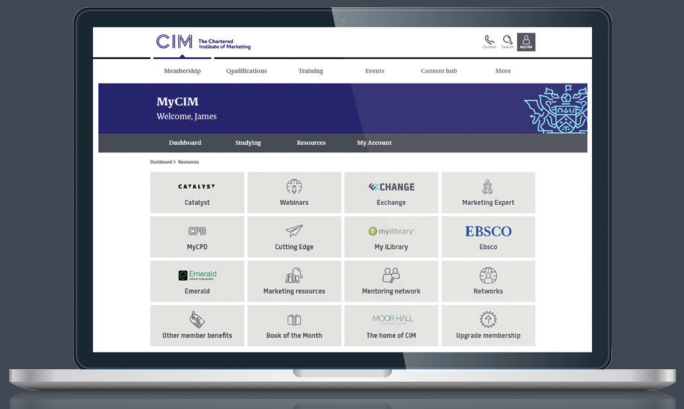 CIM The Chartered
Institute of Marketing
Contact Search MyCIM
Membership Qualifications Training Events Content hub More
MyCIM
Welcome, James
Dashboard Studying Resources My Account
Dashboard > Resources
CATALYST
Catalyst
Webinars
EXCHANGE
Exchange
Marketing Expert
CPD
MyCPD
Cutting Edge
myilibrary
My iLibrary
EBSCO
Ebsco
Emerald
Emerald
Marketing resources
Mentoring network
Networks
Other member benefits
Book of the Month
MOOR HALL
The home of CIM
Upgrade membership